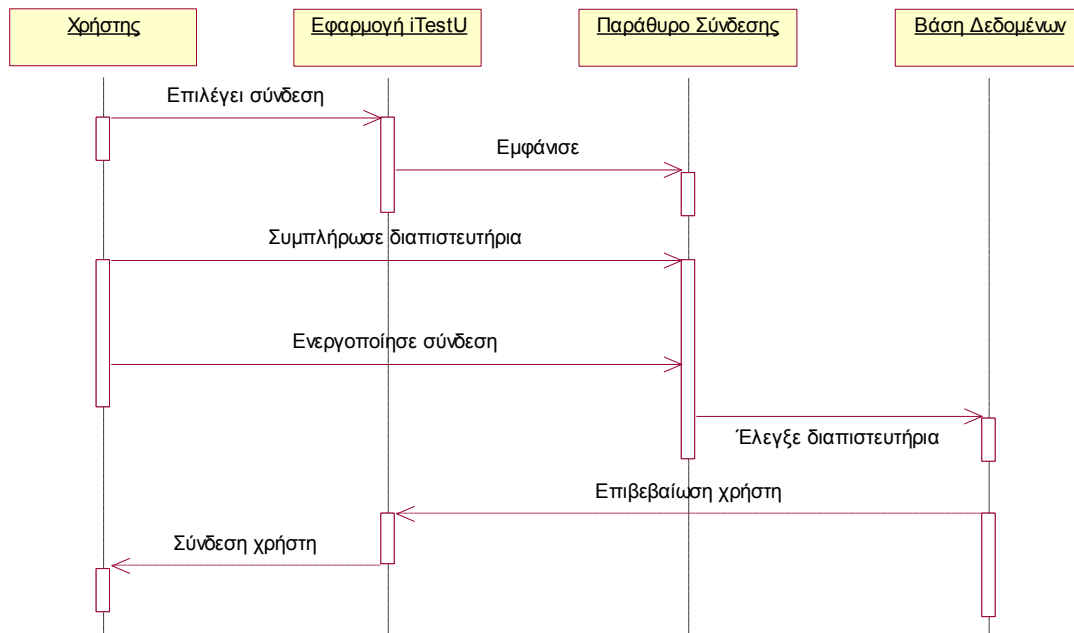 Χρήστης
Εφαρμογή iTestU
Παράθυρο Σύνδεσης
Βάση Δεδομένων
Επιλέγει σύνδεση
Εμφάνισε
Συμπλήρωσε διαπιστευτήρια
Ενεργοποίησε σύνδεση
Έλεγξε διαπιστευτήρια
Επιβεβαίωση χρήστη
Σύνδεση χρήστη